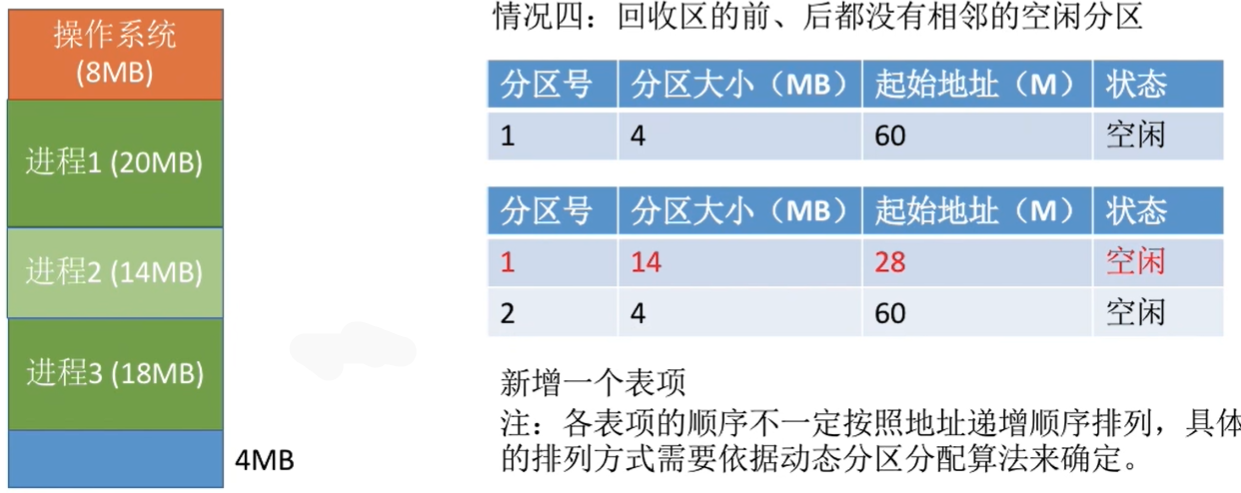 操作系统
(8MB)
进程1 (20MB)
进程2 (14MB)
进程3 (18MB)
4MB
情况四：回收区的前、后都没有相邻的空闲分区
分区号 分区大小（MB） 起始地址（M） 状态
1 4 60 空闲
分区号 分区大小（MB） 起始地址（M） 状态
1 14 28 空闲
2 4 60 空闲
新增一个表项
注：各表项的顺序不一定按照地址递增顺序排列，具体
的排列方式需要依据动态分区分配算法来确定。